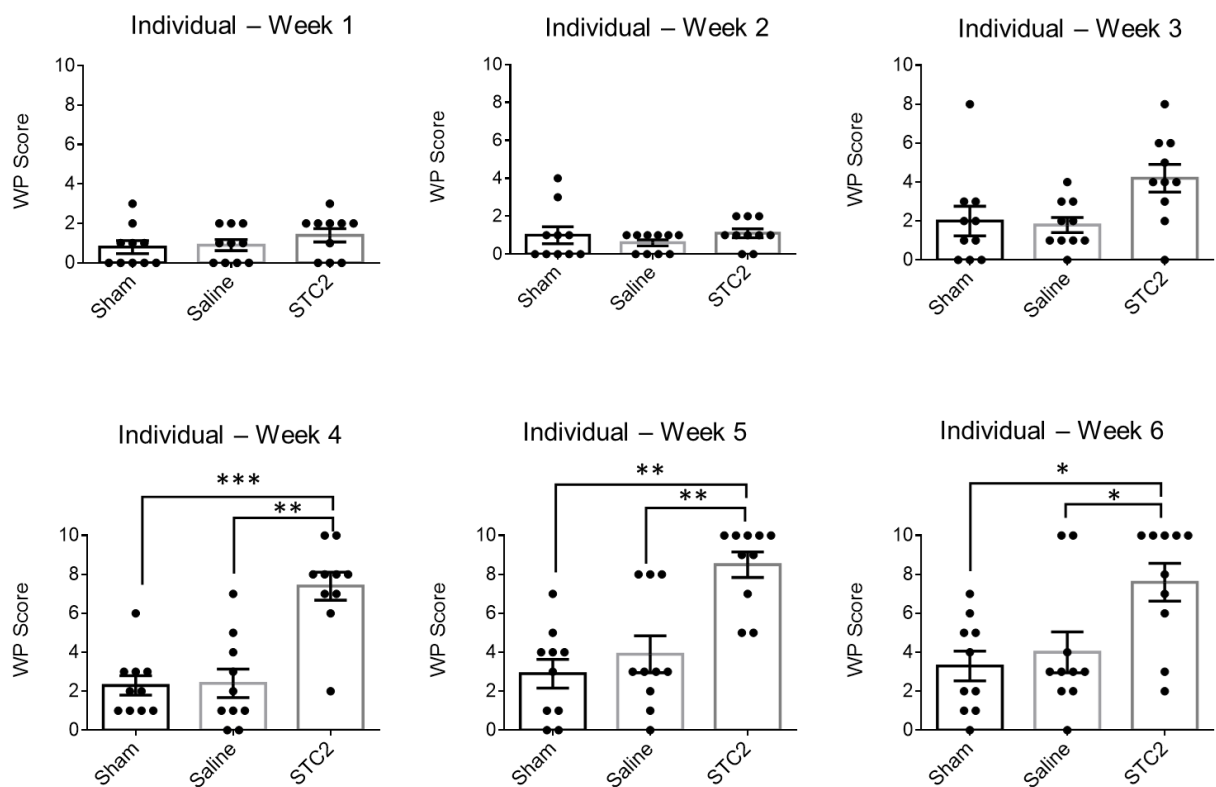 Individual – Week 1
10
8
6
4
2
0
WP Score
Sham
Saline
STC2
Individual – Week 2
10
8
6
4
2
0
WP Score
Sham
Saline
STC2
Individual – Week 3
10
8
6
4
2
0
WP Score
Sham
Saline
STC2
Individual – Week 4
***
**
10
8
6
4
2
0
WP Score
Sham
Saline
STC2
Individual – Week 5
**
**
10
8
6
4
2
0
WP Score
Sham
Saline
STC2
Individual – Week 6
*
*
10
8
6
4
2
0
WP Score
Sham
Saline
STC2